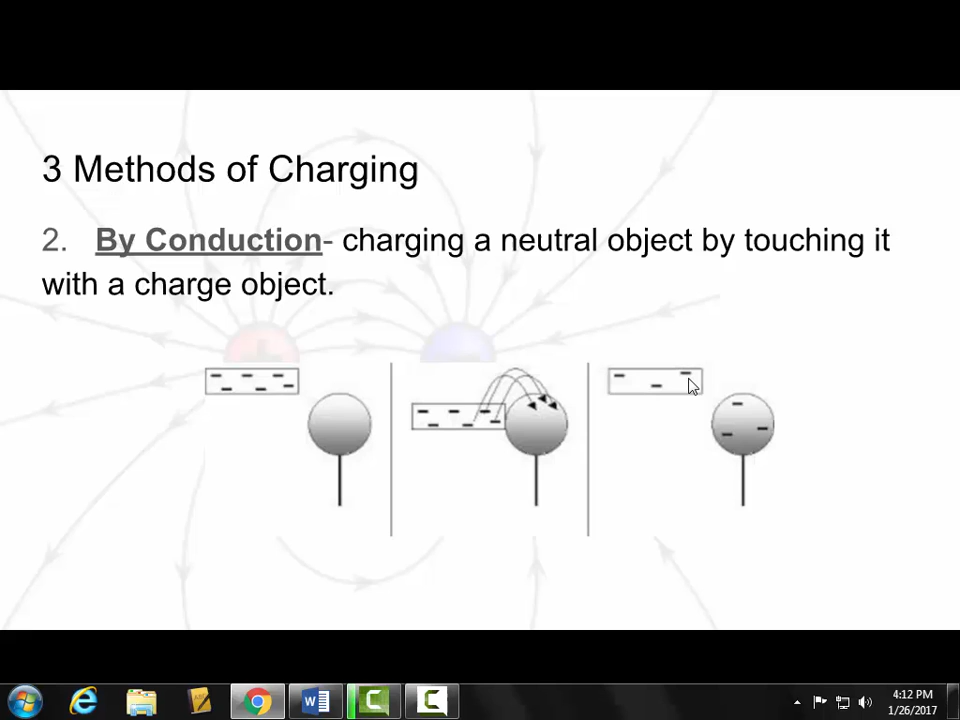 3 Methods of Charging
2. By Conduction- charging a neutral object by touching it
with a charge object.
4:12 PM
1/26/2017